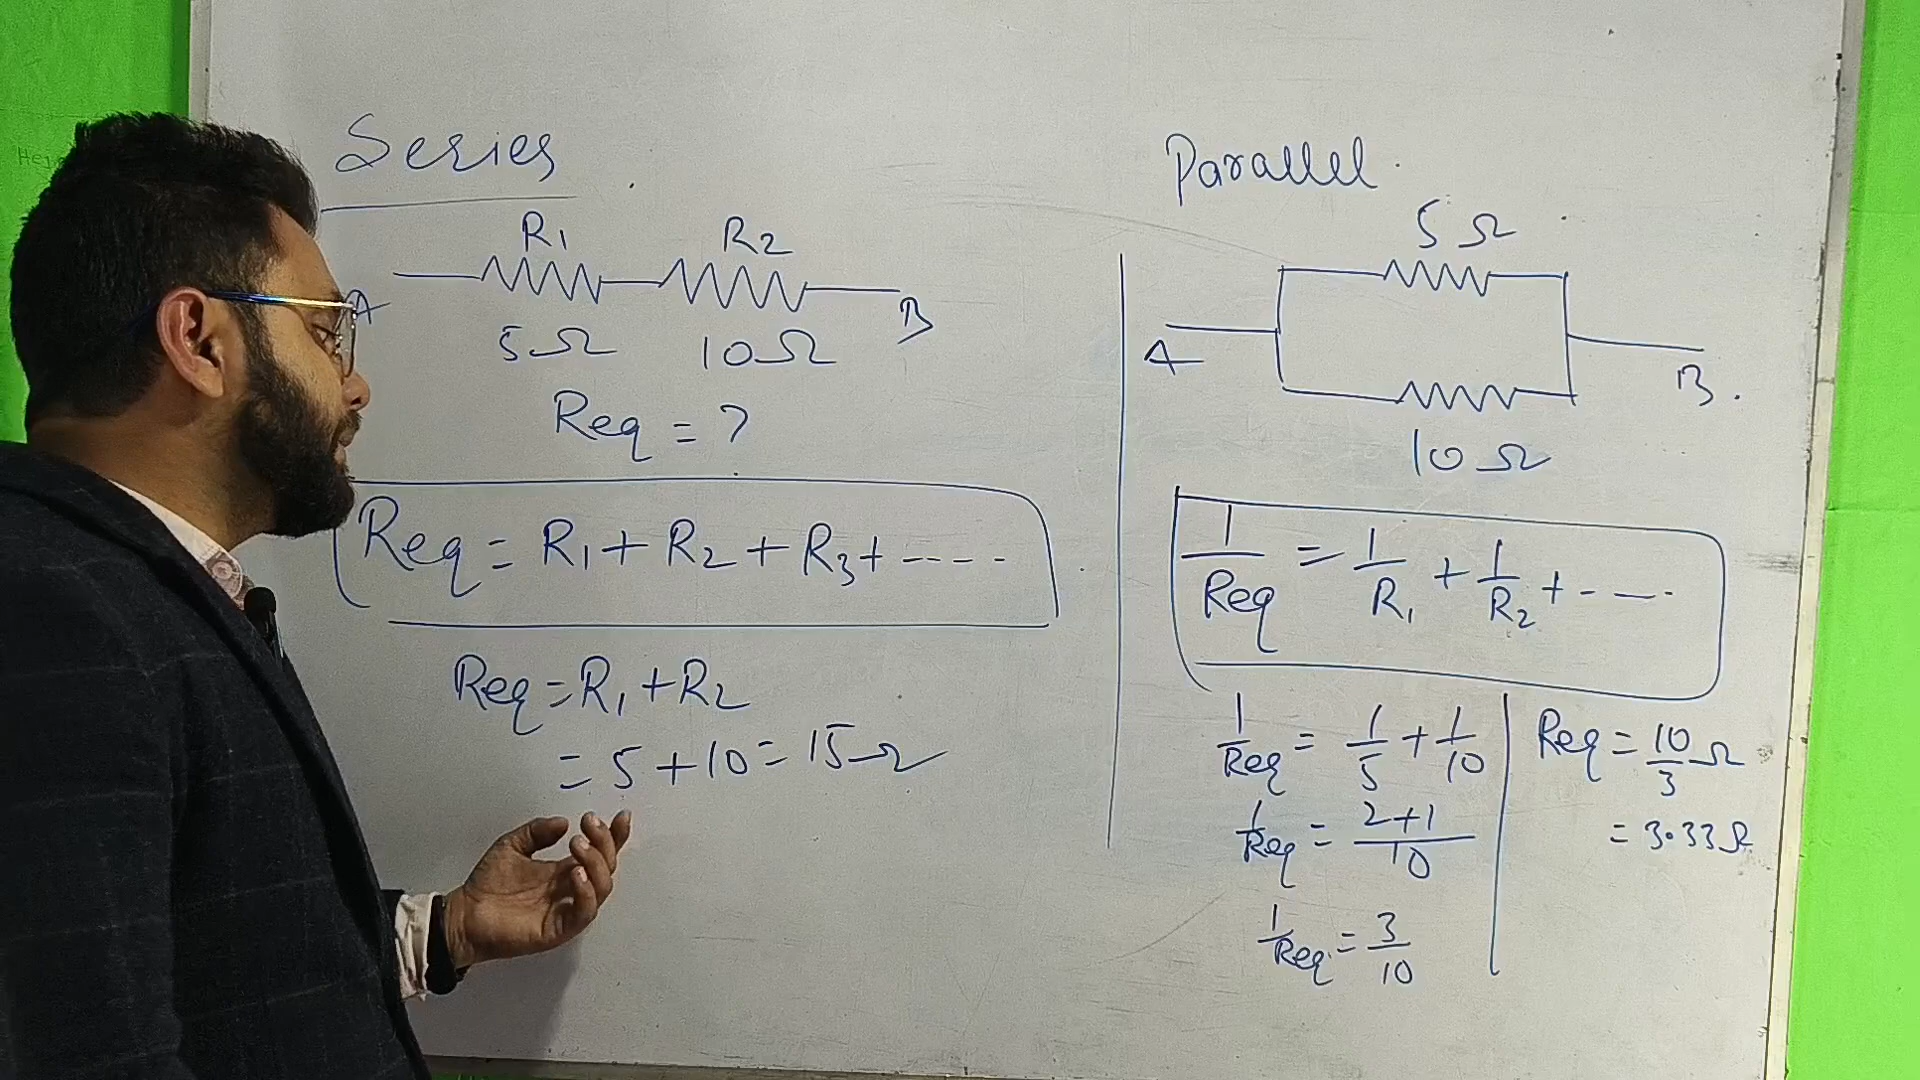 Series
R1 R2
A B
5Ω 10Ω
Req = ?
Req = R1 + R2 + R3 + ----
Req = R1 + R2
= 5 + 10 = 15Ω
Parallel
5Ω
A B
10Ω
1/Req = 1/R1 + 1/R2 + ----
1/Req = 1/5 + 1/10
1/Req = 2+1/10
1/Req = 3/10
Req = 10/3 Ω
= 3.33Ω